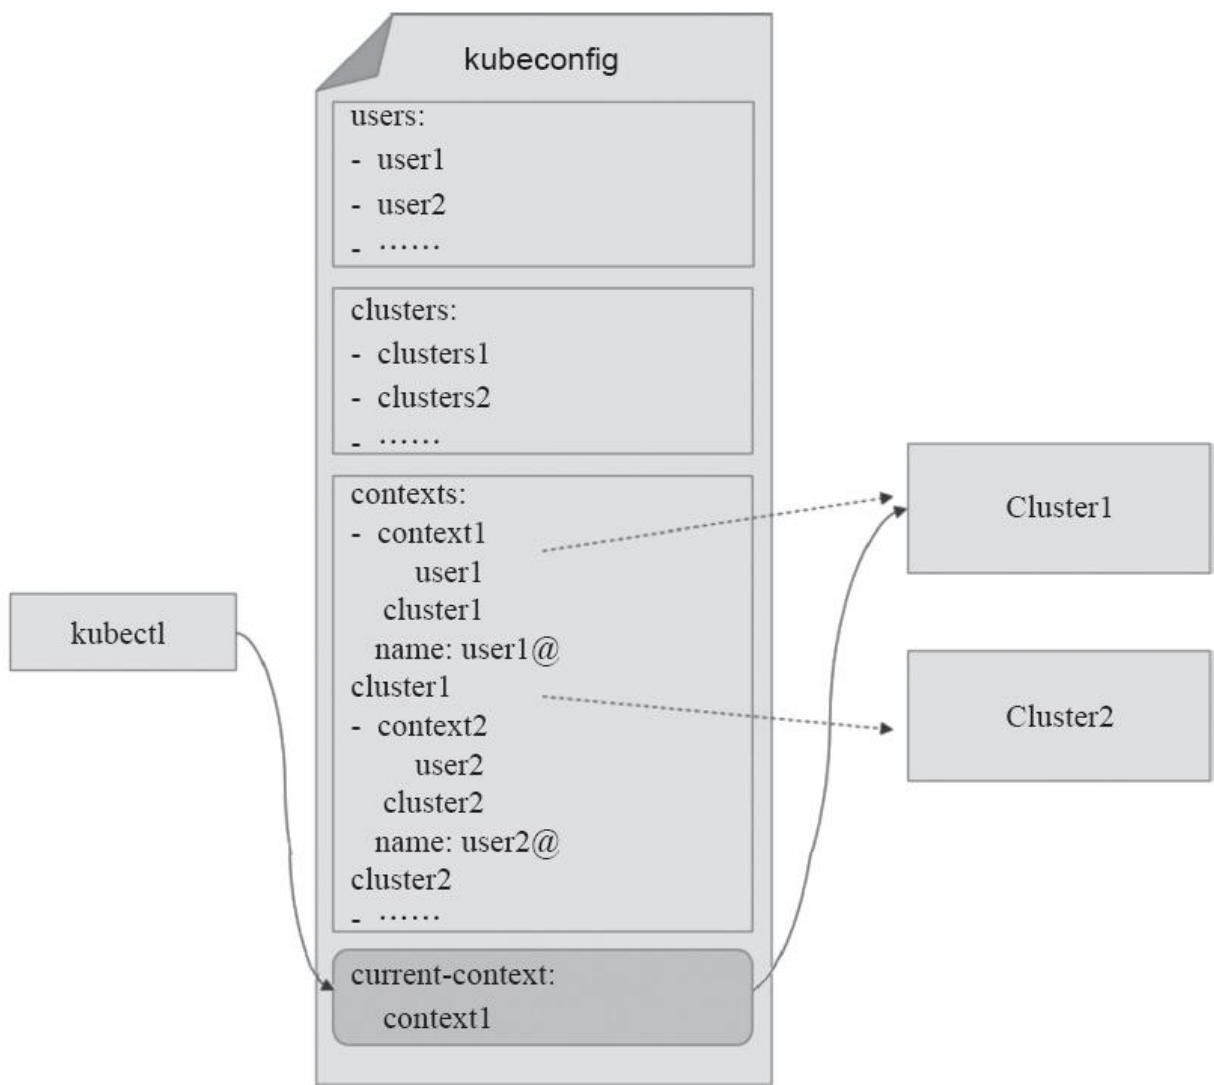 kubeconfig
users:
- user1
- user2
- ……
clusters:
- clusters1
- clusters2
- ……
contexts:
- context1
user1
cluster1
name: user1@
cluster1
- context2
user2
cluster2
name: user2@
cluster2
- ……
current-context:
context1
kubectl
Cluster1
Cluster2